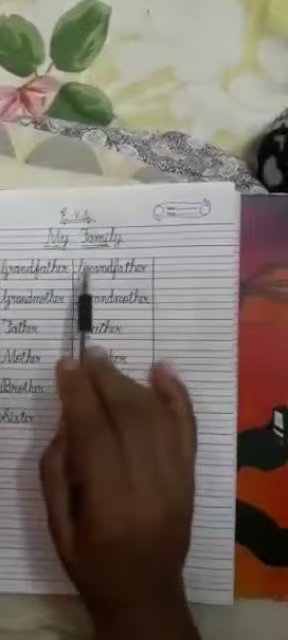 E.V.S.
My Family
Grandfather Grandfather
Grandmother Grandmother
Father Father
Mother
Brother
Sister